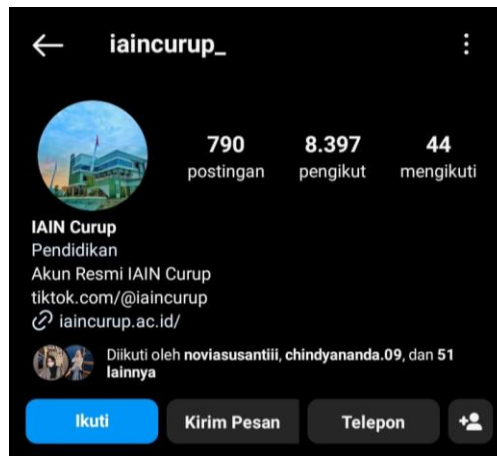 iaincurup_
790 8.397 44
postingan pengikut mengikuti
IAIN Curup
Pendidikan
Akun Resmi IAIN Curup
tiktok.com/@iaincurup
iaincurup.ac.id/
Diikuti oleh noviasusantiii, chindyananda.09, dan 51
lainnya
Ikuti Kirim Pesan Telepon